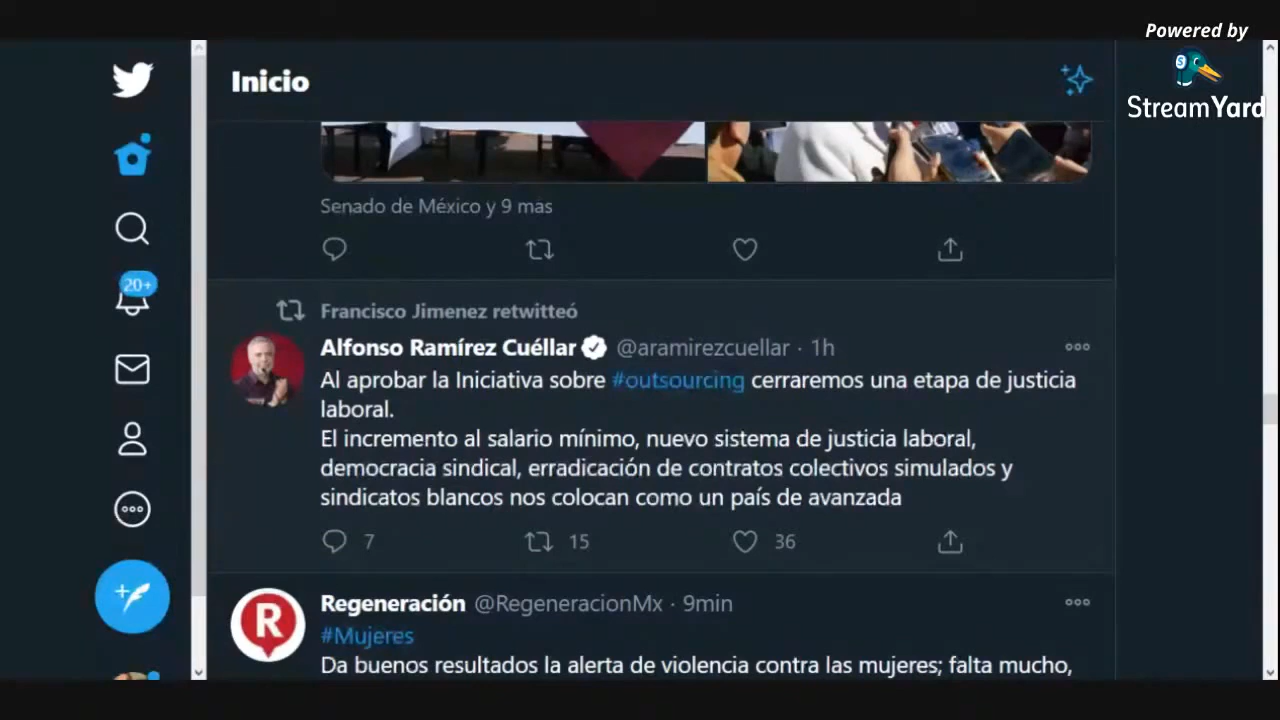 Powered by
StreamYard
Inicio
Senado de México y 9 mas
20+
Francisco Jimenez retwitteó
Alfonso Ramírez Cuéllar @aramirezcuellar · 1h
Al aprobar la Iniciativa sobre #outsourcing cerraremos una etapa de justicia
laboral.
El incremento al salario mínimo, nuevo sistema de justicia laboral,
democracia sindical, erradicación de contratos colectivos simulados y
sindicatos blancos nos colocan como un país de avanzada
7 15 36
R
Regeneración @RegeneracionMx · 9min
#Mujeres
Da buenos resultados la alerta de violencia contra las mujeres; falta mucho,